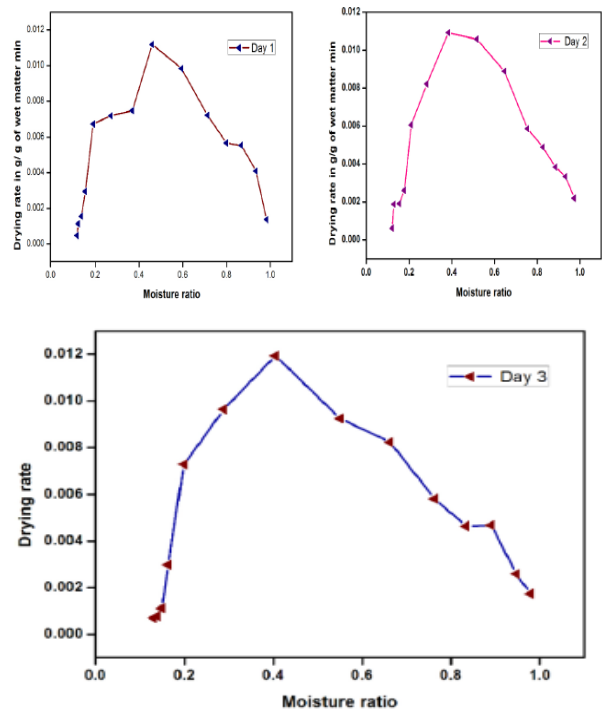 Drying rate in g/ g of wet matter min
0.012
0.010
0.008
0.006
0.004
0.002
0.000
Day 1
0.0 0.2 0.4 0.6 0.8 1.0
Moisture ratio
Drying rate in g/g of wet matter min
0.012
0.010
0.008
0.006
0.004
0.002
0.000
Day 2
0.0 0.2 0.4 0.6 0.8 1.0
Moisture ratio
Drying rate
0.012
0.010
0.008
0.006
0.004
0.002
0.000
Day 3
0.0 0.2 0.4 0.6 0.8 1.0
Moisture ratio